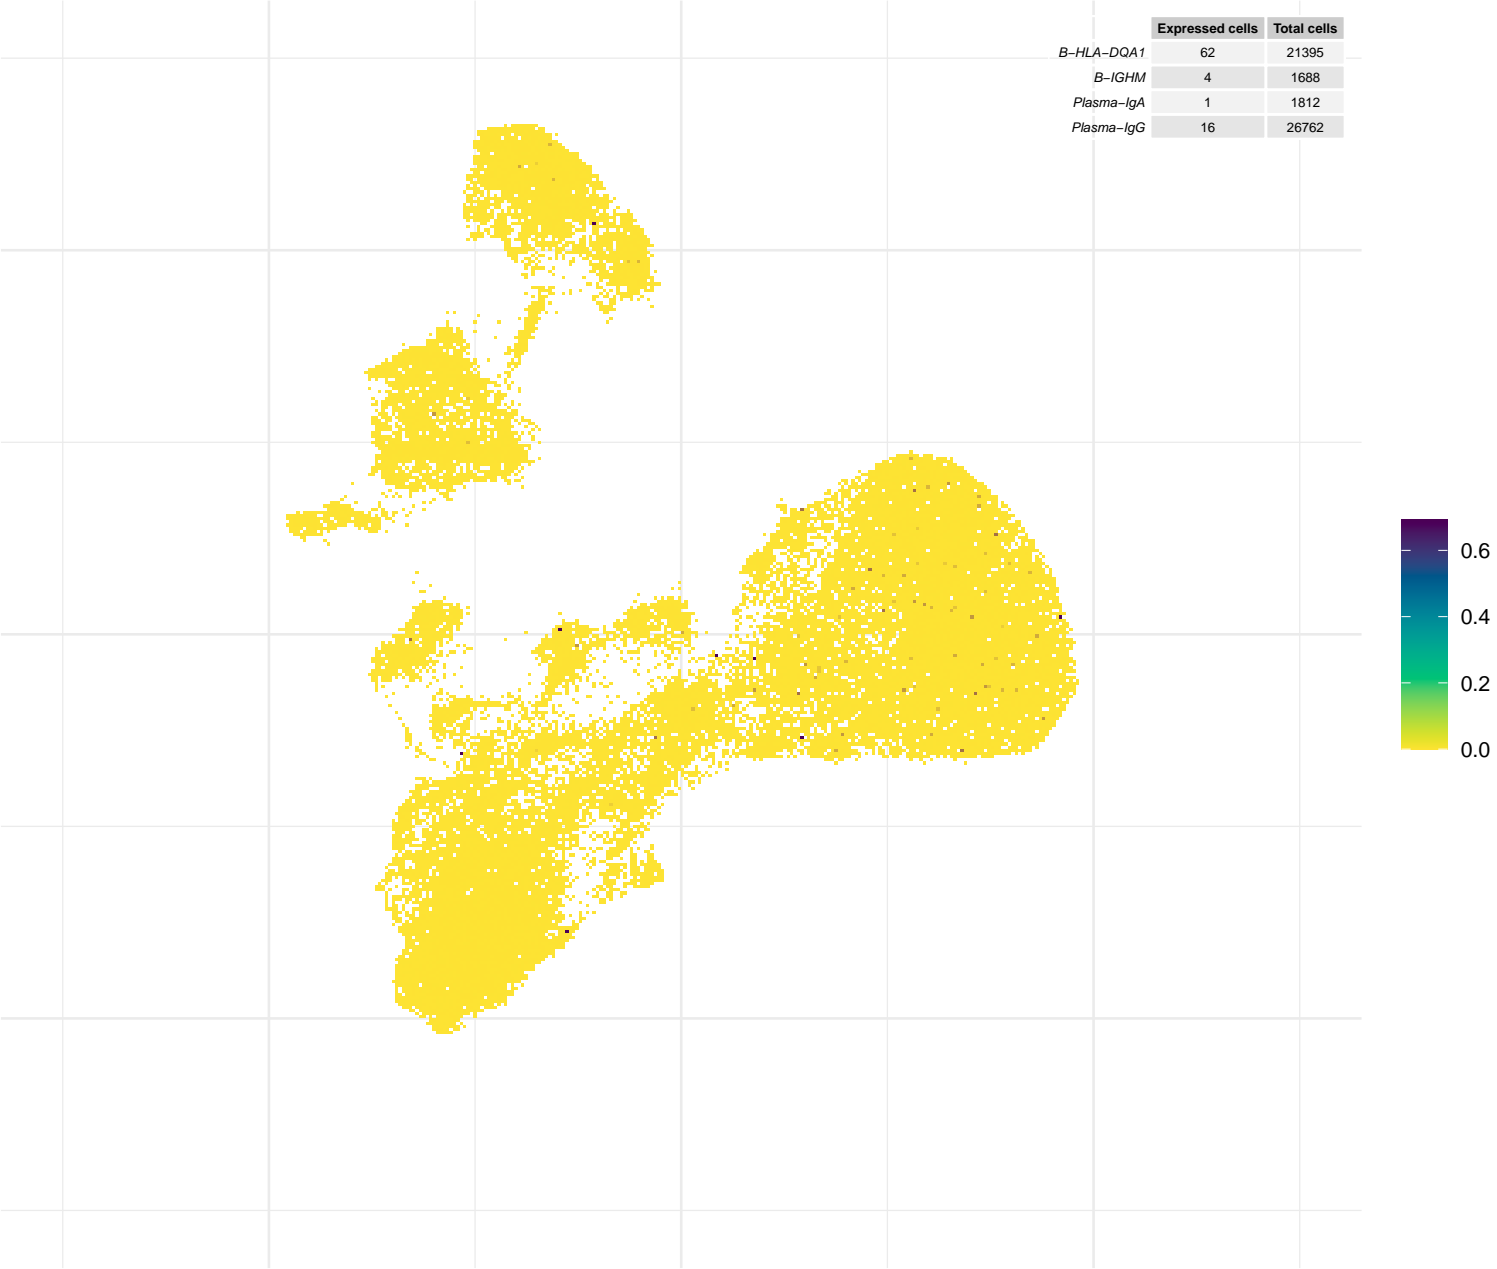 Expressed cells Total cells
B−HLA−DQA1 62 21395
B−IGHM 4 1688
Plasma−IgA 1 1812
Plasma−IgG 16 26762
0.6
0.4
0.2
0.0